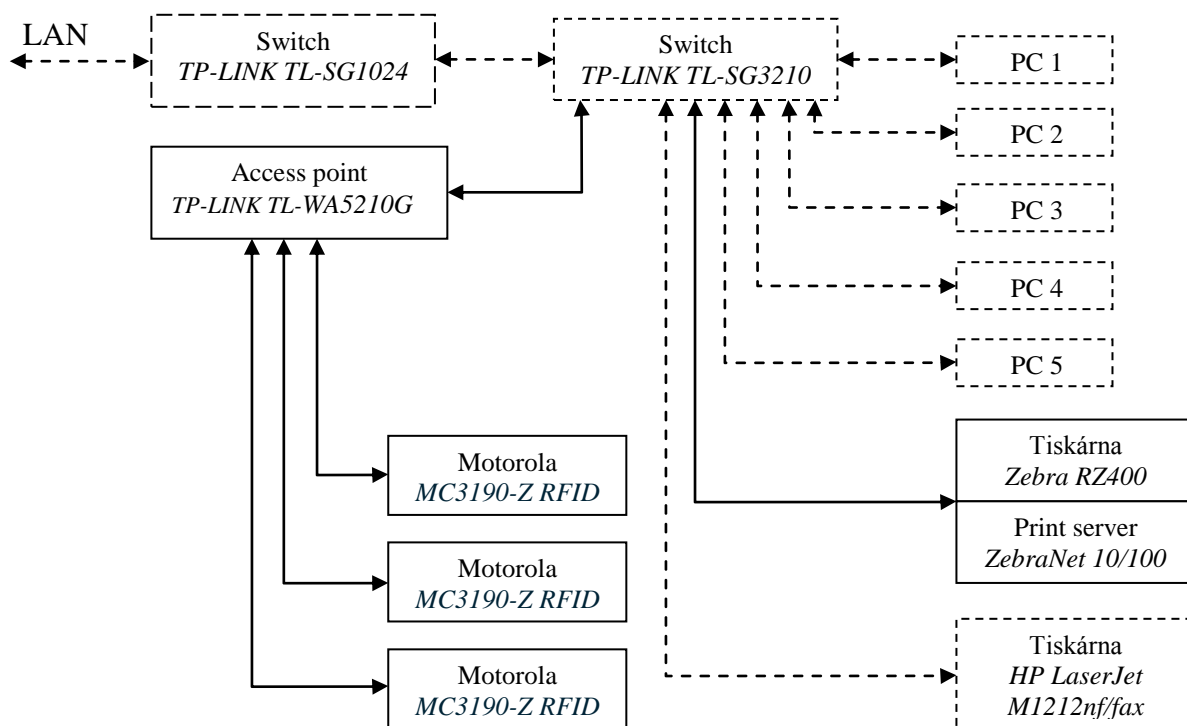 LAN
Switch
TP-LINK TL-SG1024
Switch
TP-LINK TL-SG3210
PC 1
PC 2
Access point
TP-LINK TL-WA5210G
PC 3
PC 4
PC 5
Motorola
MC3190-Z RFID
Tiskárna
Zebra RZ400
Print server
ZebraNet 10/100
Motorola
MC3190-Z RFID
Motorola
MC3190-Z RFID
Tiskárna
HP LaserJet
M1212nf/fax